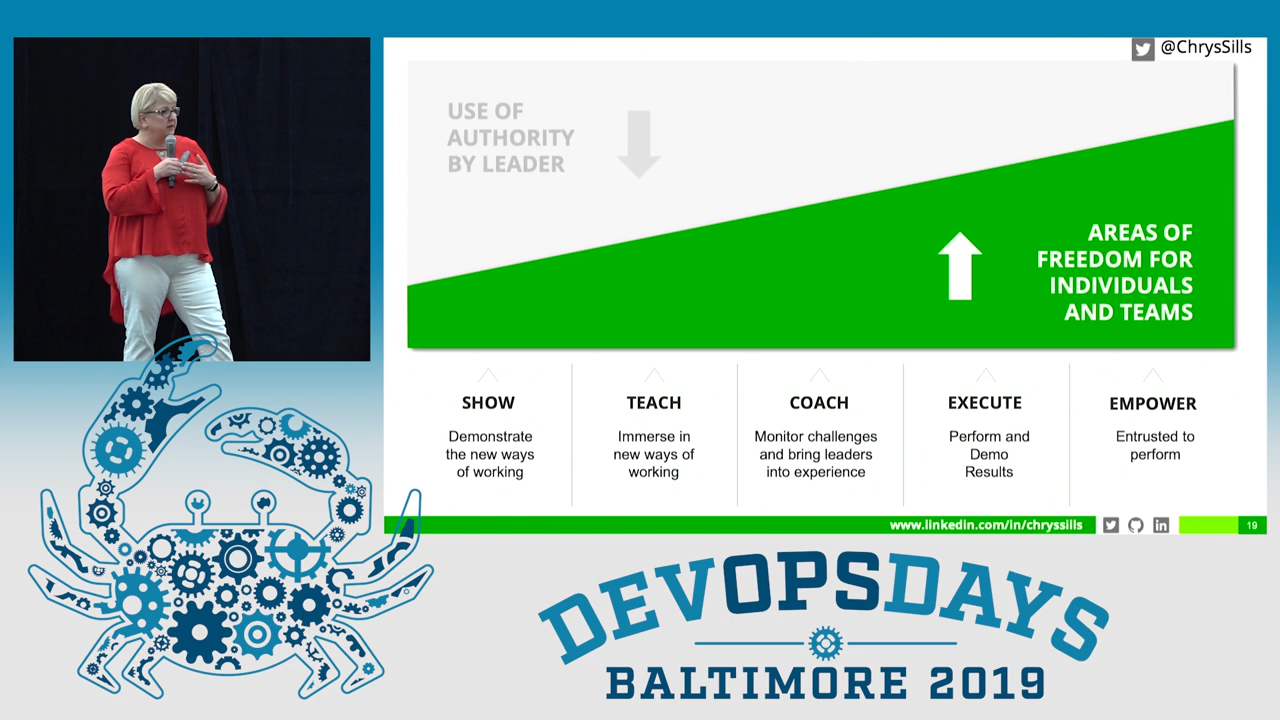 @ChrysSills
USE OF
AUTHORITY
BY LEADER
AREAS OF
FREEDOM FOR
INDIVIDUALS
AND TEAMS
SHOW
Demonstrate
the new ways
of working
TEACH
Immerse in
new ways of
working
COACH
Monitor challenges
and bring leaders
into experience
EXECUTE
Perform and
Demo
Results
EMPOWER
Entrusted to
perform
www.linkedin.com/in/chryssills
in
19
DEVOPSDAYS
BALTIMORE 2019